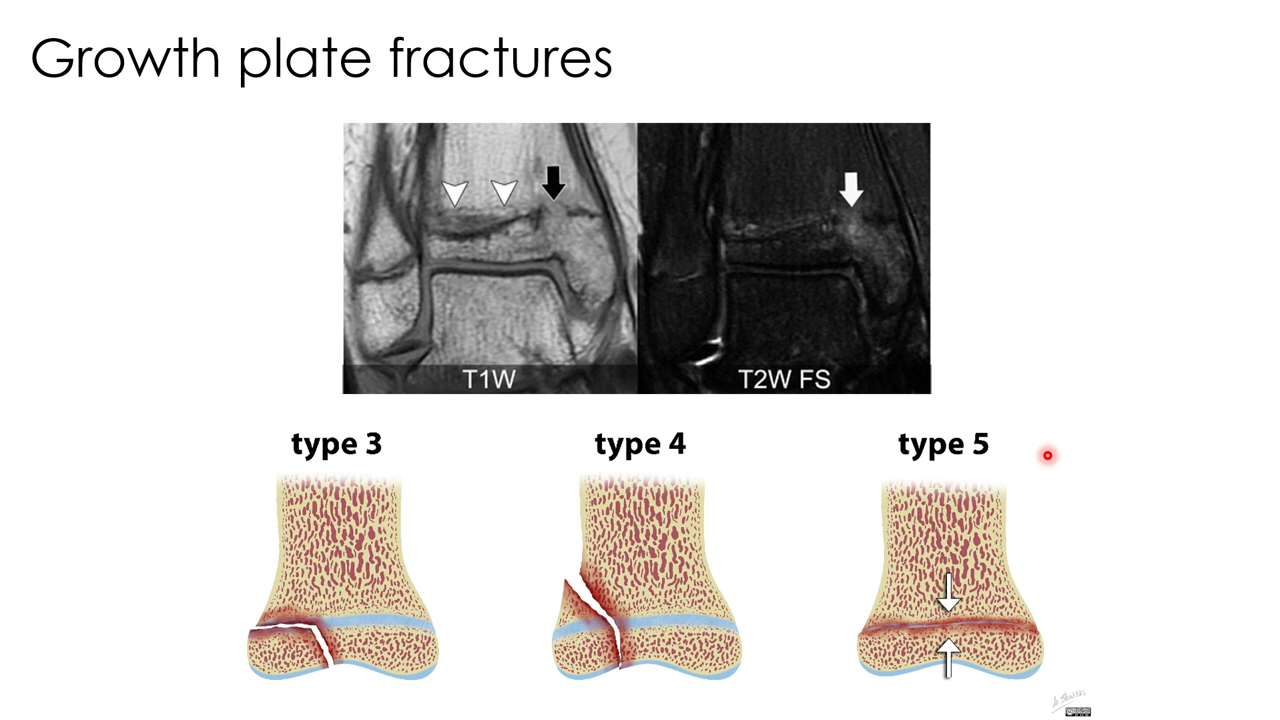 Growth plate fractures
T1W
T2W FS
type 3
type 4
type 5